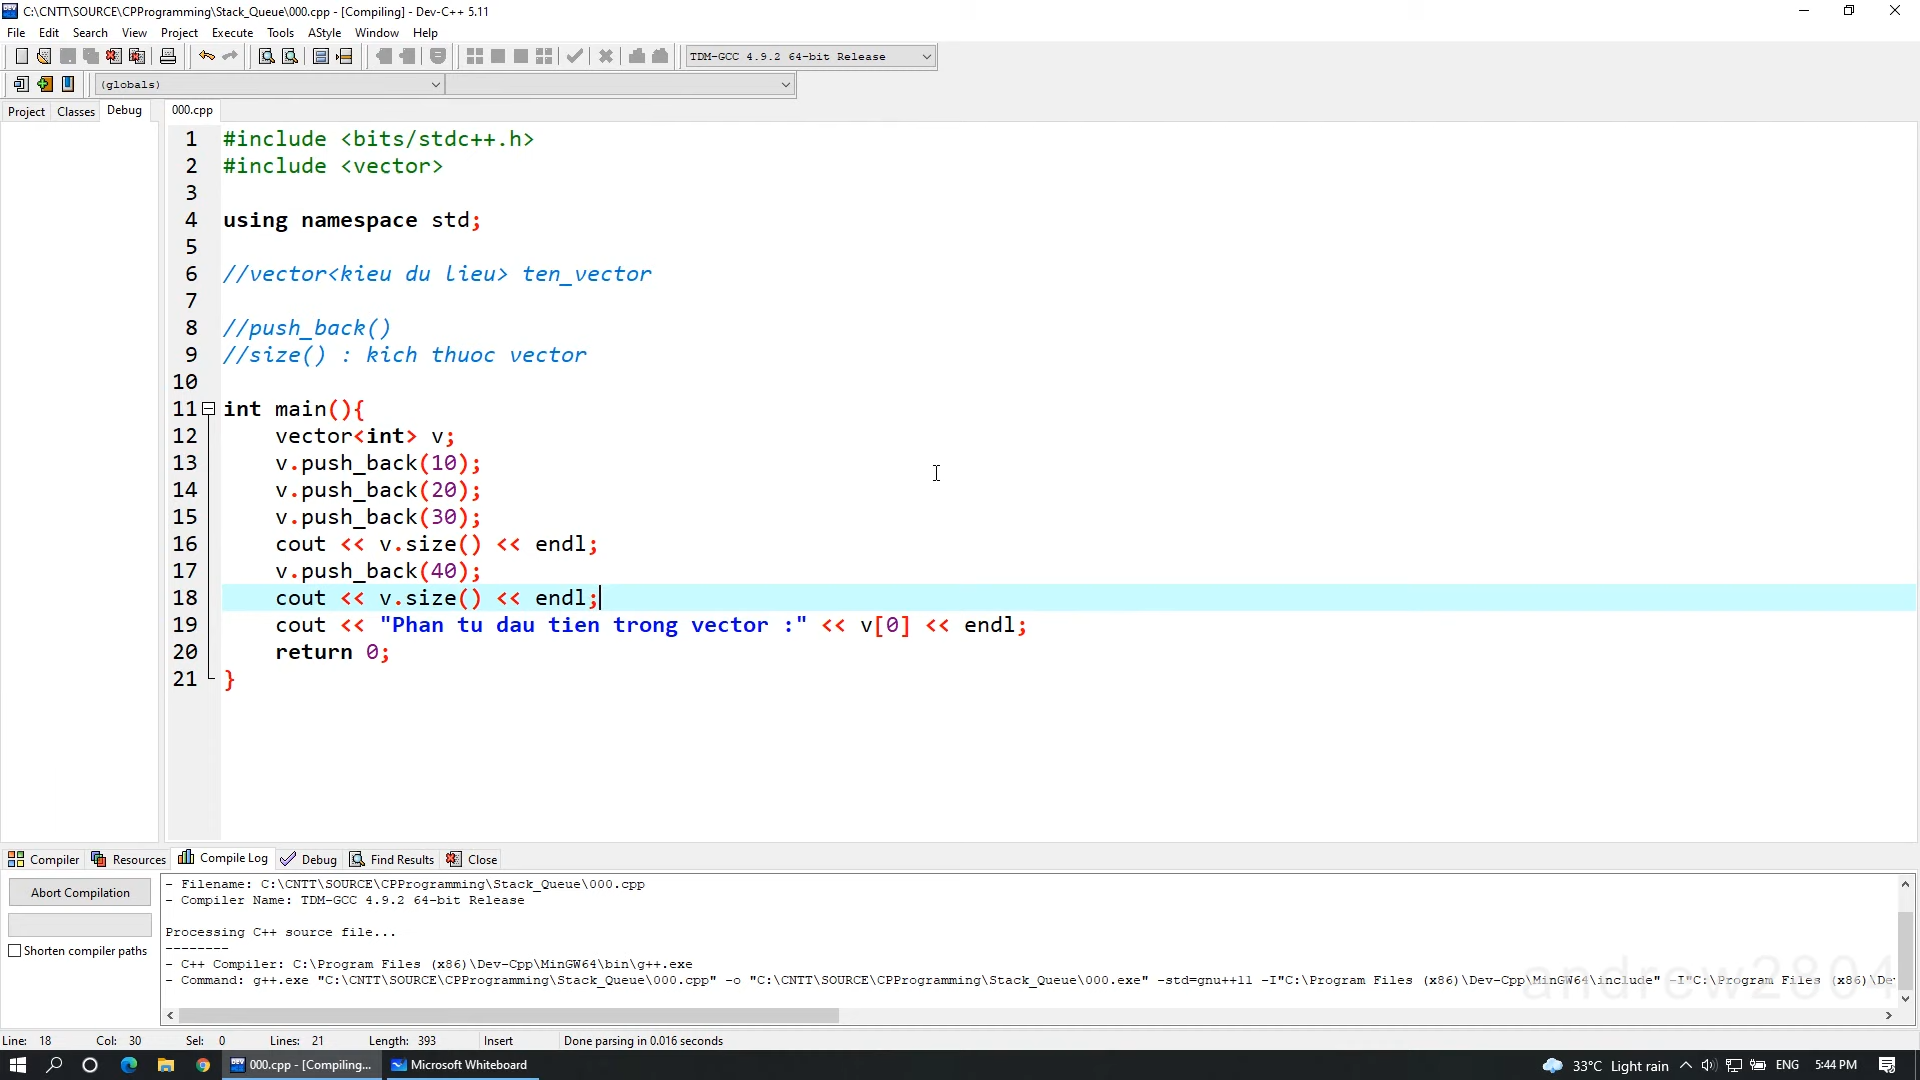 C:\CNTT\SOURCE\CPProgramming\Stack_Queue\000.cpp - [Compiling] - Dev-C++ 5.11
File Edit Search View Project Execute Tools AStyle Window Help
TDM-GCC 4.9.2 64-bit Release
(globals)
Project Classes Debug 000.cpp
1 #include <bits/stdc++.h>
2 #include <vector>
3
4 using namespace std;
5
6 //vector<kieu du lieu> ten_vector
7
8 //push_back()
9 //size() : kich thuoc vector
10
11 int main(){
12 vector<int> v;
13 v.push_back(10);
14 v.push_back(20);
15 v.push_back(30);
16 cout << v.size() << endl;
17 v.push_back(40);
18 cout << v.size() << endl;
19 cout << "Phan tu dau tien trong vector :" << v[0] << endl;
20 return 0;
21 }
Compiler Resources Compile Log Debug Find Results Close
Abort Compilation
Shorten compiler paths
- Filename: C:\CNTT\SOURCE\CPProgramming\Stack_Queue\000.cpp
- Compiler Name: TDM-GCC 4.9.2 64-bit Release
Processing C++ source file...
--------
- C++ Compiler: C:\Program Files (x86)\Dev-Cpp\MinGW64\bin\g++.exe
- Command: g++.exe "C:\CNTT\SOURCE\CPProgramming\Stack_Queue\000.cpp" -o "C:\CNTT\SOURCE\CPProgramming\Stack_Queue\000.exe" -std=gnu++11 -I"C:\Program Files (x86)\Dev-Cpp\MinGW64\include" -I"C:\Program Files (x86)\De
andrew2804
Line: 18 Col: 30 Sel: 0 Lines: 21 Length: 393 Insert Done parsing in 0.016 seconds
000.cpp - [Compiling... Microsoft Whiteboard 33°C Light rain ENG 5:44 PM